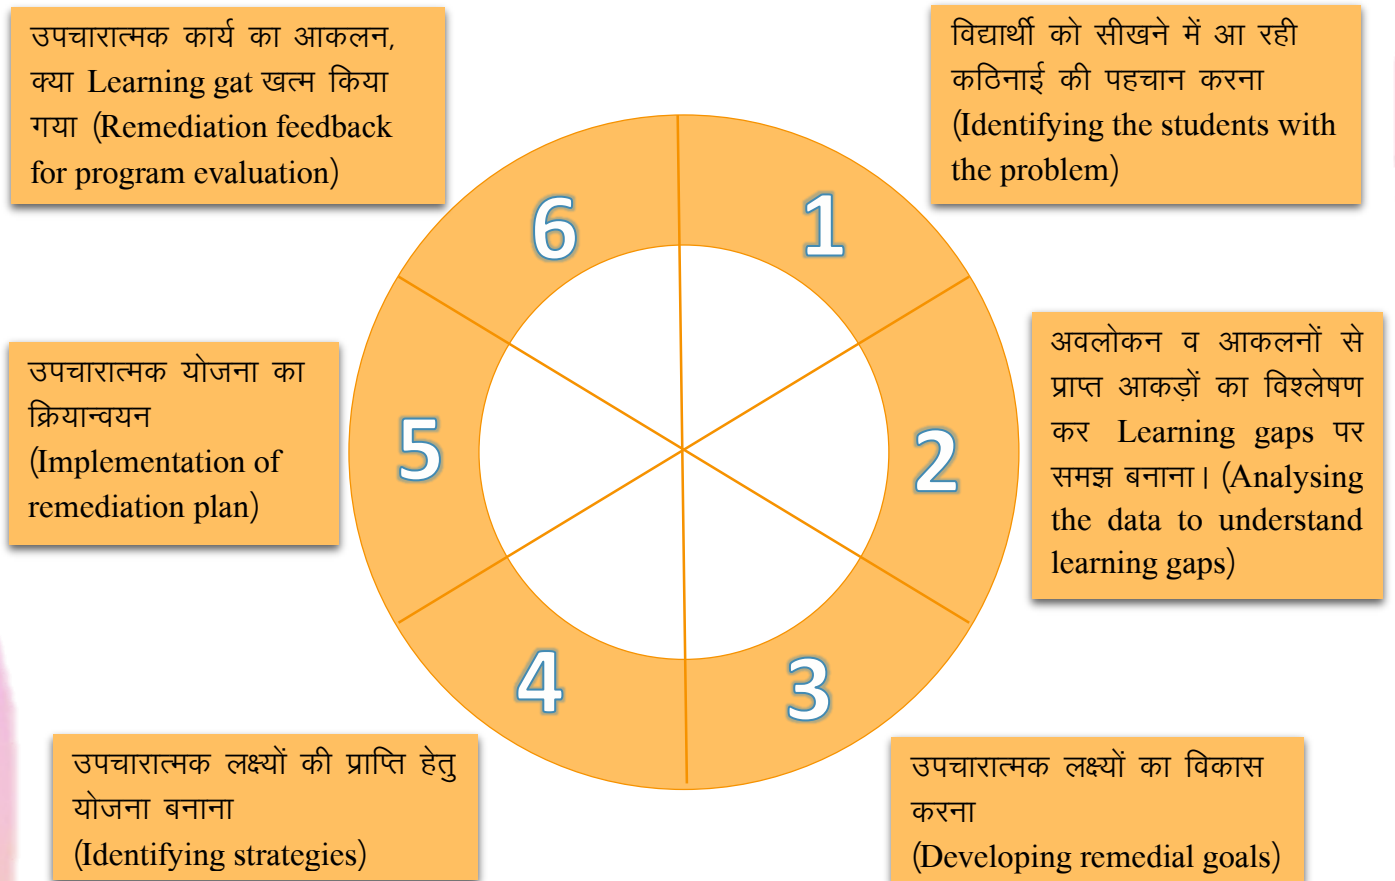 विद्यार्थी को सीखने में आ रही
कठिनाई की पहचान करना
(Identifying the students with
the problem)
अवलोकन व आकलनों से
प्राप्त आकड़ों का विश्लेषण
कर Learning gaps पर
समझ बनाना। (Analysing
the data to understand
learning gaps)
उपचारात्मक लक्ष्यों का विकास
करना
(Developing remedial goals)
उपचारात्मक लक्ष्यों की प्राप्ति हेतु
योजना बनाना
(Identifying strategies)
उपचारात्मक योजना का
क्रियान्वयन
(Implementation of
remediation plan)
उपचारात्मक कार्य का आकलन,
क्या Learning gat खत्म किया
गया (Remediation feedback
for program evaluation)
1
2
3
4
5
6